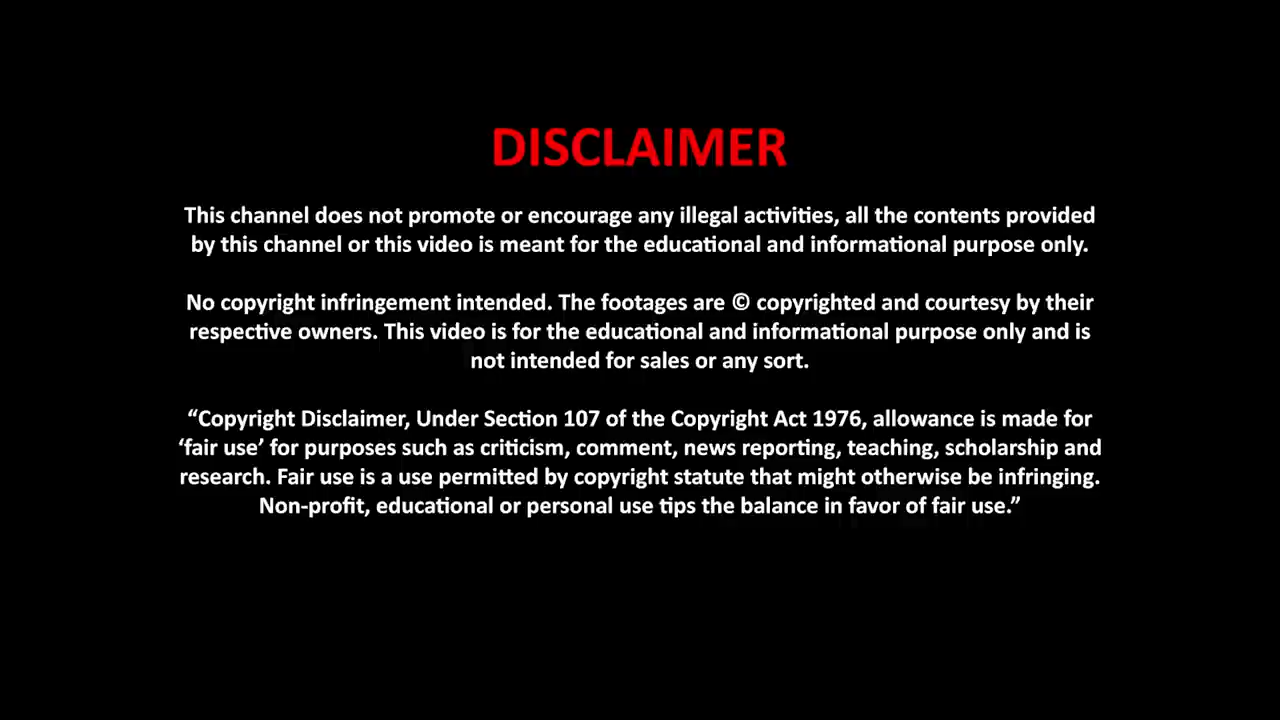 DISCLAIMER
This channel does not promote or encourage any illegal activities, all the contents provided
by this channel or this video is meant for the educational and informational purpose only.
No copyright infringement intended. The footages are © copyrighted and courtesy by their
respective owners. This video is for the educational and informational purpose only and is
not intended for sales or any sort.
“Copyright Disclaimer, Under Section 107 of the Copyright Act 1976, allowance is made for
‘fair use’ for purposes such as criticism, comment, news reporting, teaching, scholarship and
research. Fair use is a use permitted by copyright statute that might otherwise be infringing.
Non-profit, educational or personal use tips the balance in favor of fair use.”